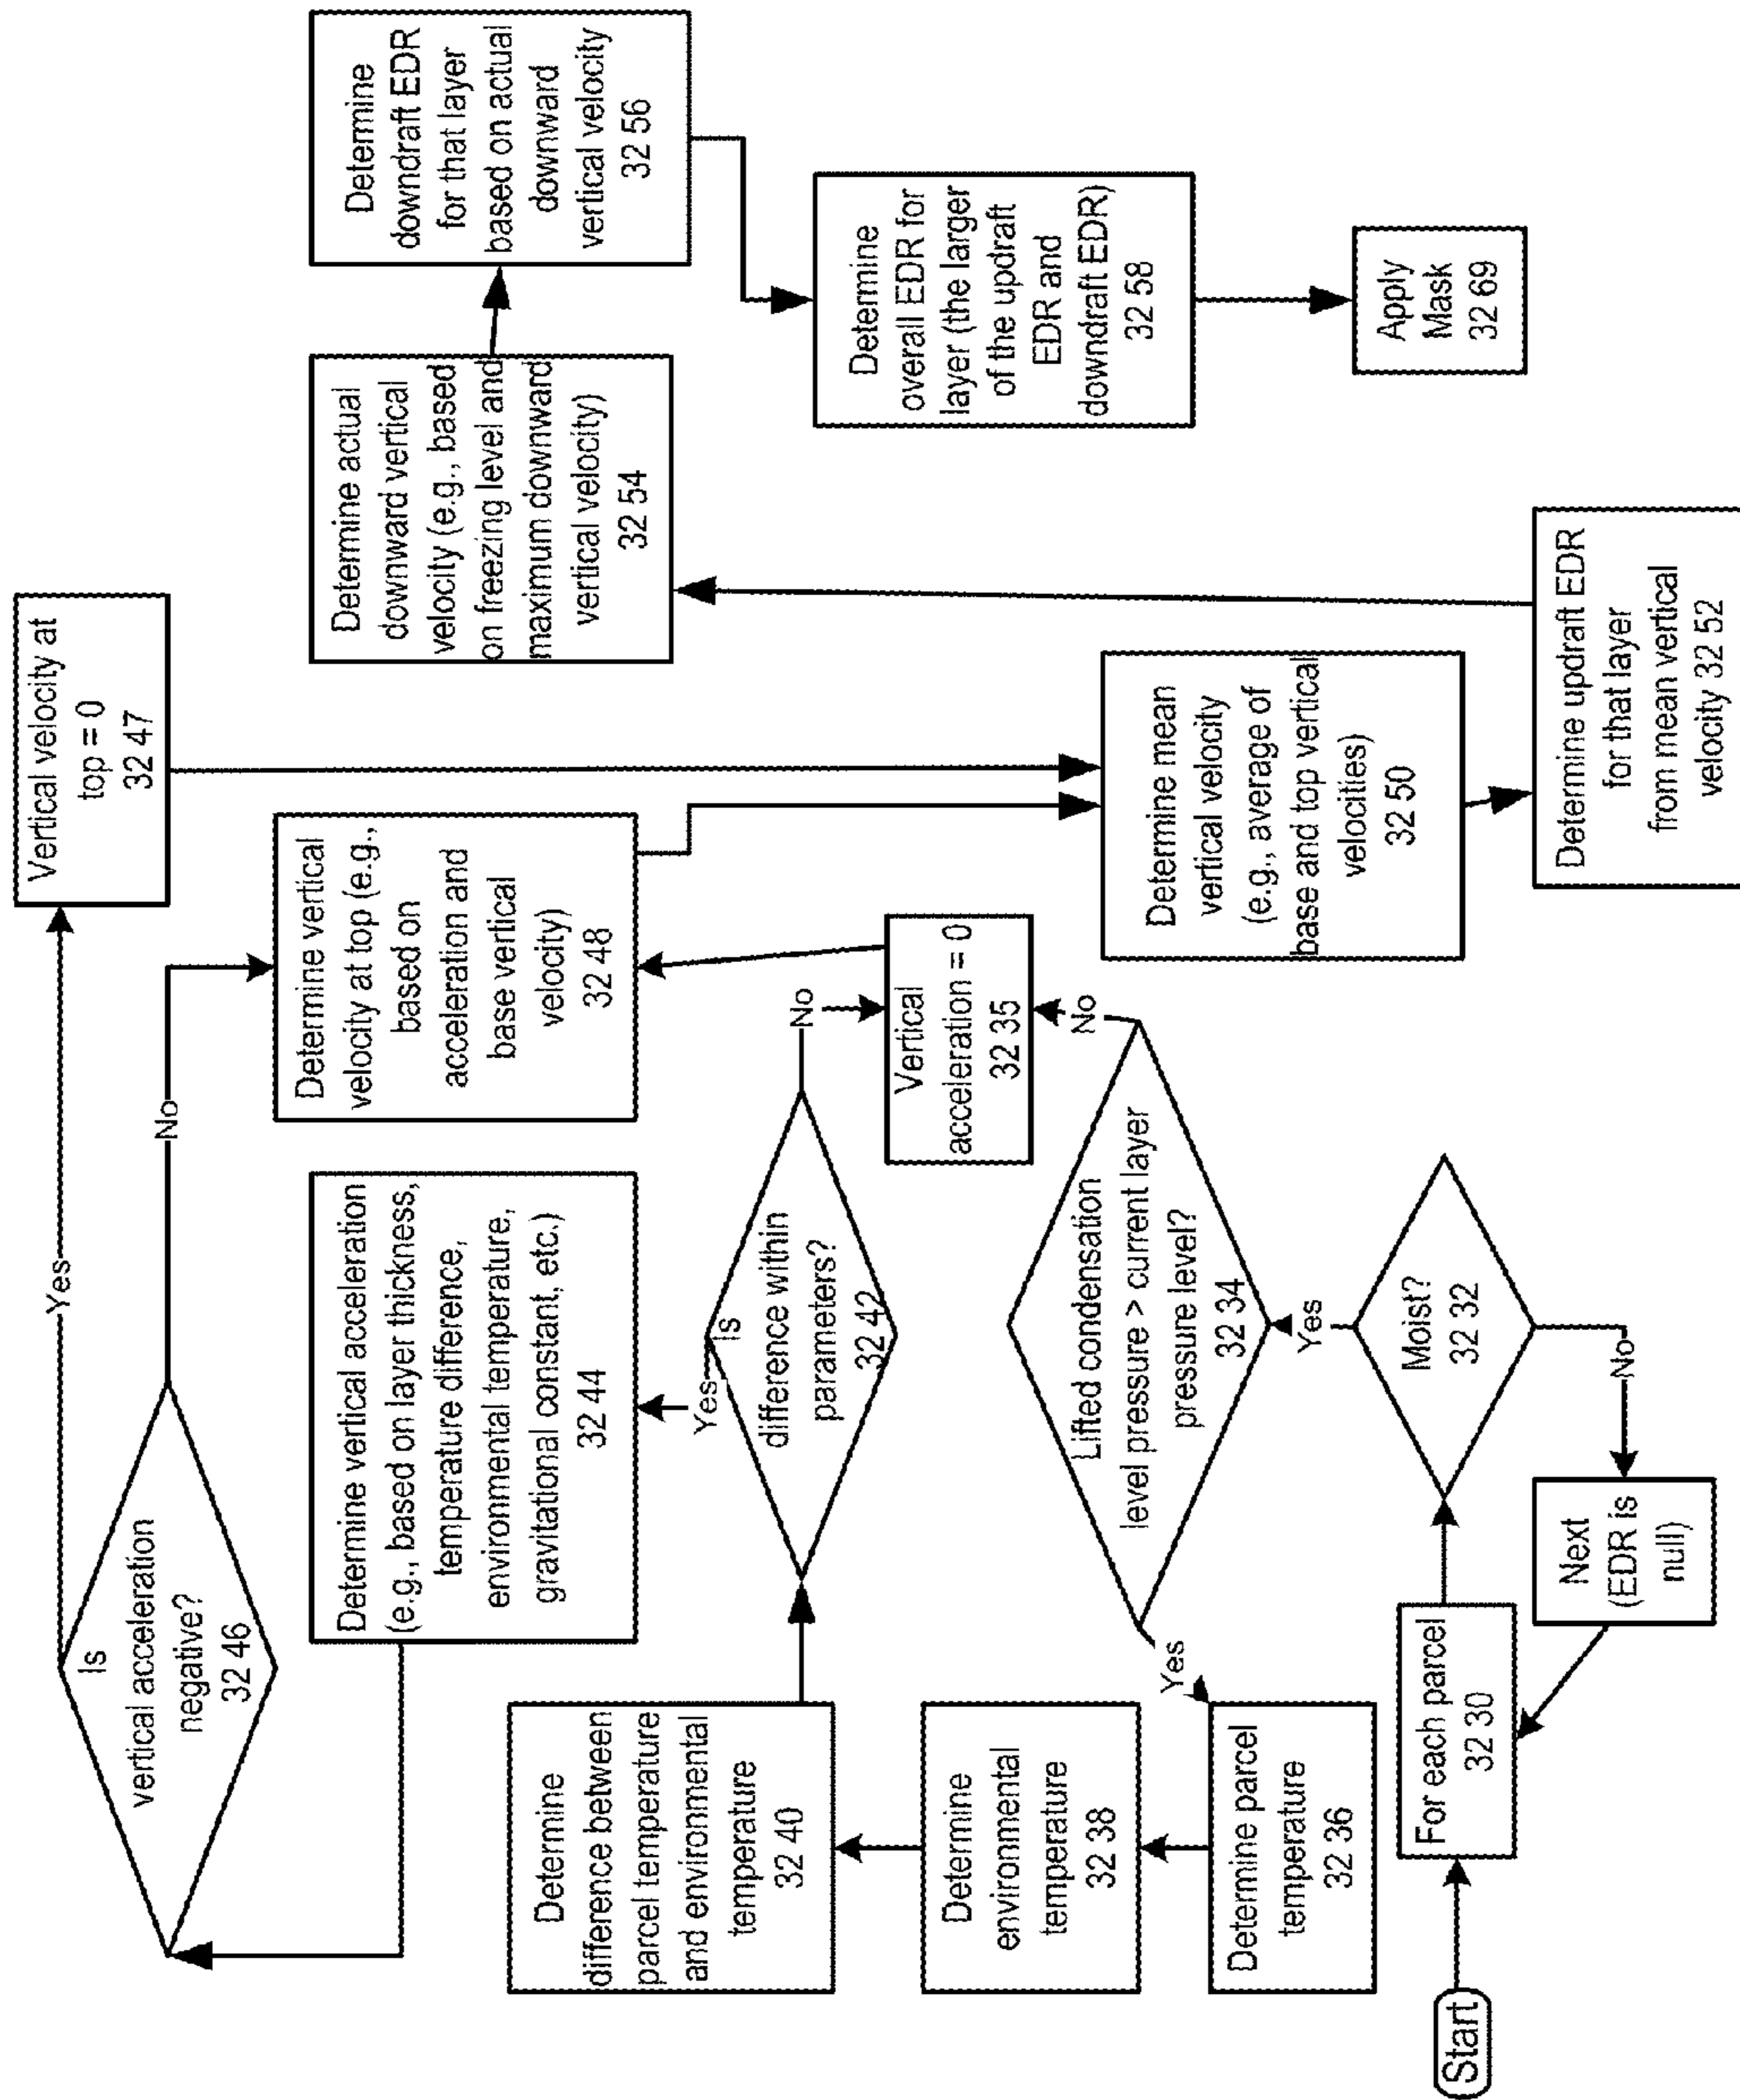 Start
For each parcel
32 30
Next
(EDR is
null)
No
Moist?
32 32
Yes
Lifted condensation
level pressure > current layer
pressure level?
32 34
No
Yes
Determine parcel
temperature
32 36
Determine
environmental
temperature
32 38
Determine
difference between
parcel temperature
and environmental
temperature
32 40
Is
difference within
parameters?
32 42
No
Yes
Vertical
acceleration = 0
32 35
Determine vertical acceleration
(e.g., based on layer thickness,
temperature difference,
environmental temperature,
gravitational constant, etc.)
32 44
Is
vertical acceleration
negative?
32 46
No
Yes
Vertical velocity at
top = 0
32 47
Determine vertical
velocity at top (e.g.,
based on
acceleration and
base vertical
velocity)
32 48
Determine mean
vertical velocity
(e.g., average of
base and top vertical
velocities)
32 50
Determine updraft EDR
for that layer
from mean vertical
velocity 32 52
Determine actual
downward vertical
velocity (e.g., based
on freezing level and
maximum downward
vertical velocity)
32 54
Determine
downdraft EDR
for that layer
based on actual
downward
vertical velocity
32 56
Determine
overall EDR for
layer (the larger
of the updraft
EDR and
downdraft EDR)
32 58
Apply
Mask
32 69